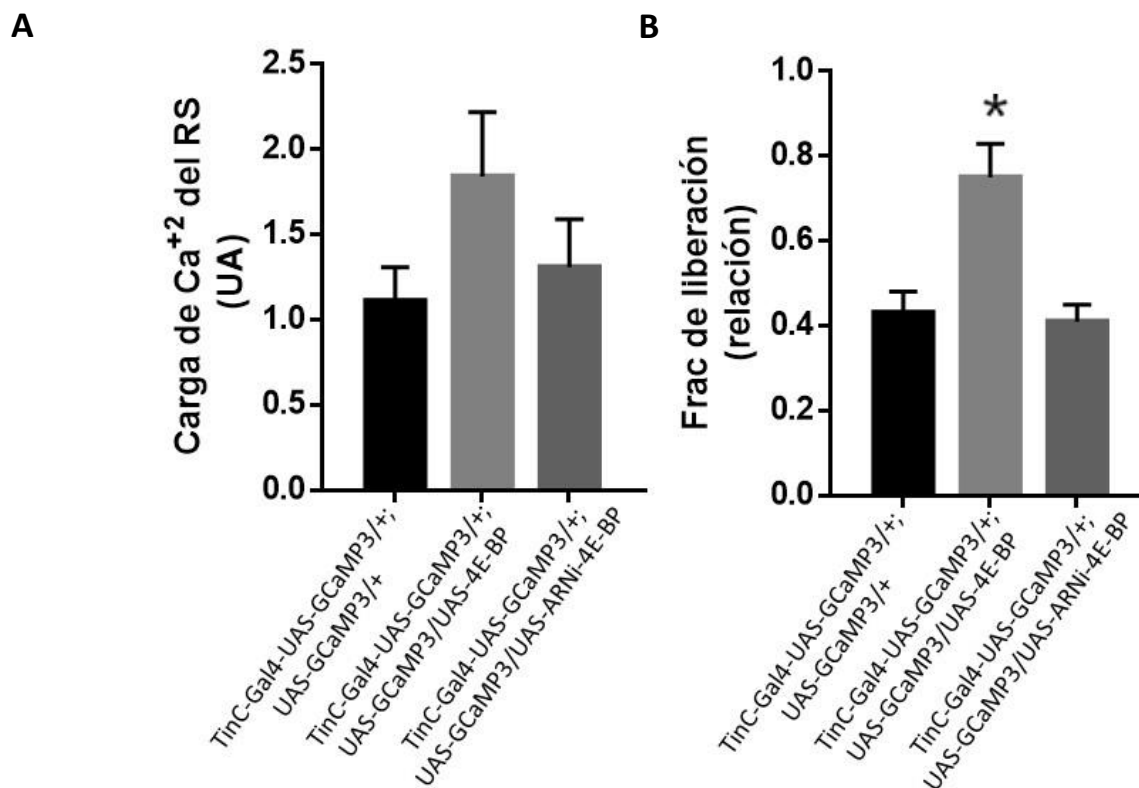 A
Carga de Ca+2 del RS
(UA)
2.5
2.0
1.5
1.0
0.5
0.0
TinC-Gal4-UAS-GCaMP3/+;
UAS-GCaMP3/+
TinC-Gal4-UAS-GCaMP3/+;
UAS-GCaMP3/UAS-4E-BP
TinC-Gal4-UAS-GCaMP3/+;
UAS-GCaMP3/UAS-ARNi-4E-BP
B
Frac de liberación
(relación)
1.0
0.8
0.6
0.4
0.2
0.0
*
TinC-Gal4-UAS-GCaMP3/+;
UAS-GCaMP3/+
TinC-Gal4-UAS-GCaMP3/+;
UAS-GCaMP3/UAS-4E-BP
TinC-Gal4-UAS-GCaMP3/+;
UAS-GCaMP3/UAS-ARNi-4E-BP